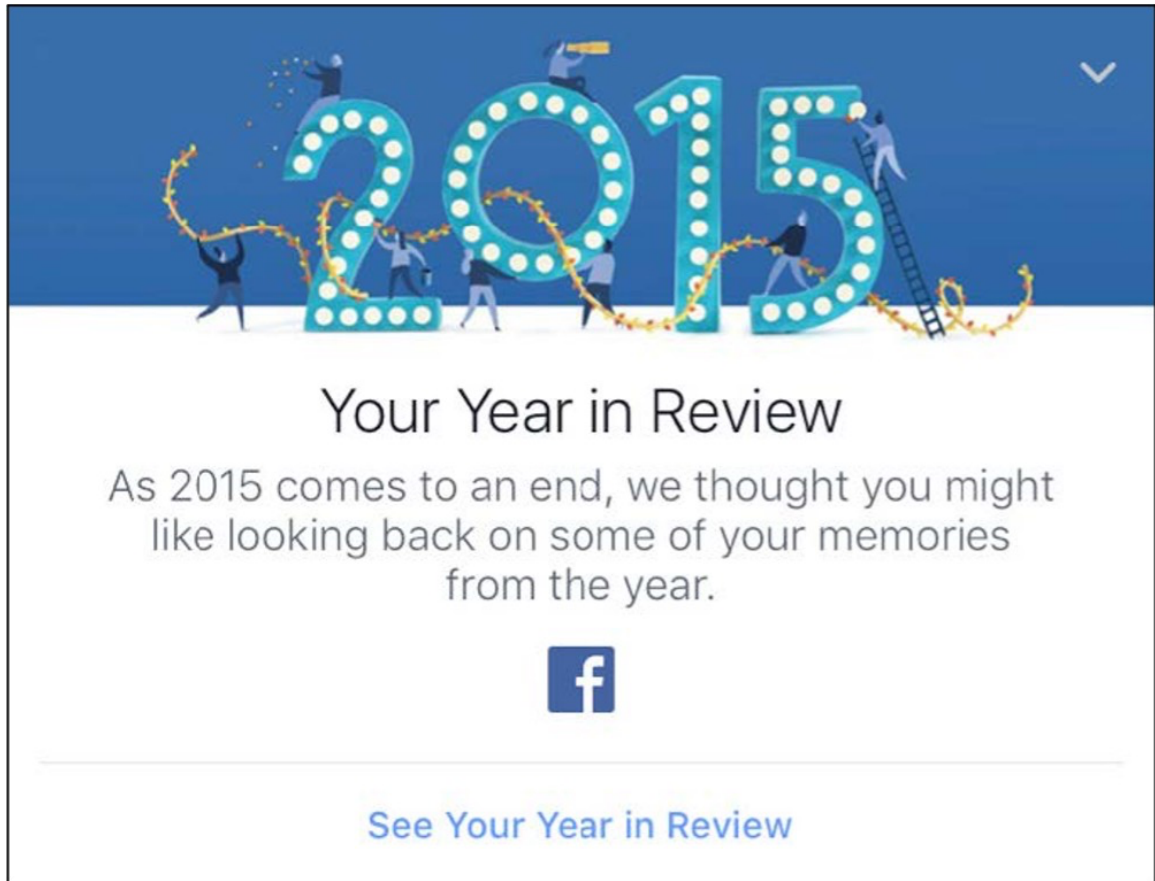 2015
Your Year in Review
As 2015 comes to an end, we thought you might
like looking back on some of your memories
from the year.
f
See Your Year in Review